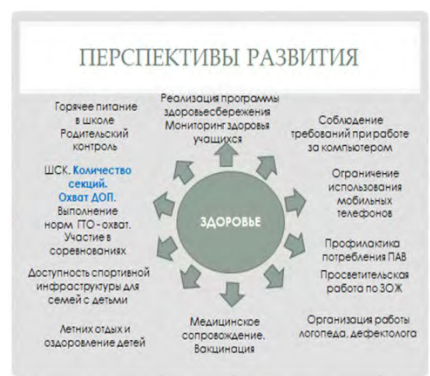 ПЕРСПЕКТИВЫ РАЗВИТИЯ
Горячее питание
в школе
Родительский
контроль
Реализация программы
здоровьесбережения
Мониторинг здоровья
учащихся
Соблюдение
требований при работе
за компьютером
ШСК. Количество
секций.
Охват ДОП.
Выполнение
норм ГТО - охват.
Участие в
соревнованиях
Ограничение
использования
мобильных
телефонов
ЗДОРОВЬЕ
Профилактика
потребления ПАВ
Просветительская
работа по ЗОЖ
Доступность спортивной
инфраструктуры для
семей с детьми
Летний отдых и
оздоровление детей
Медицинское
сопровождение.
Вакцинация
Организация работы
логопеда, дефектолога